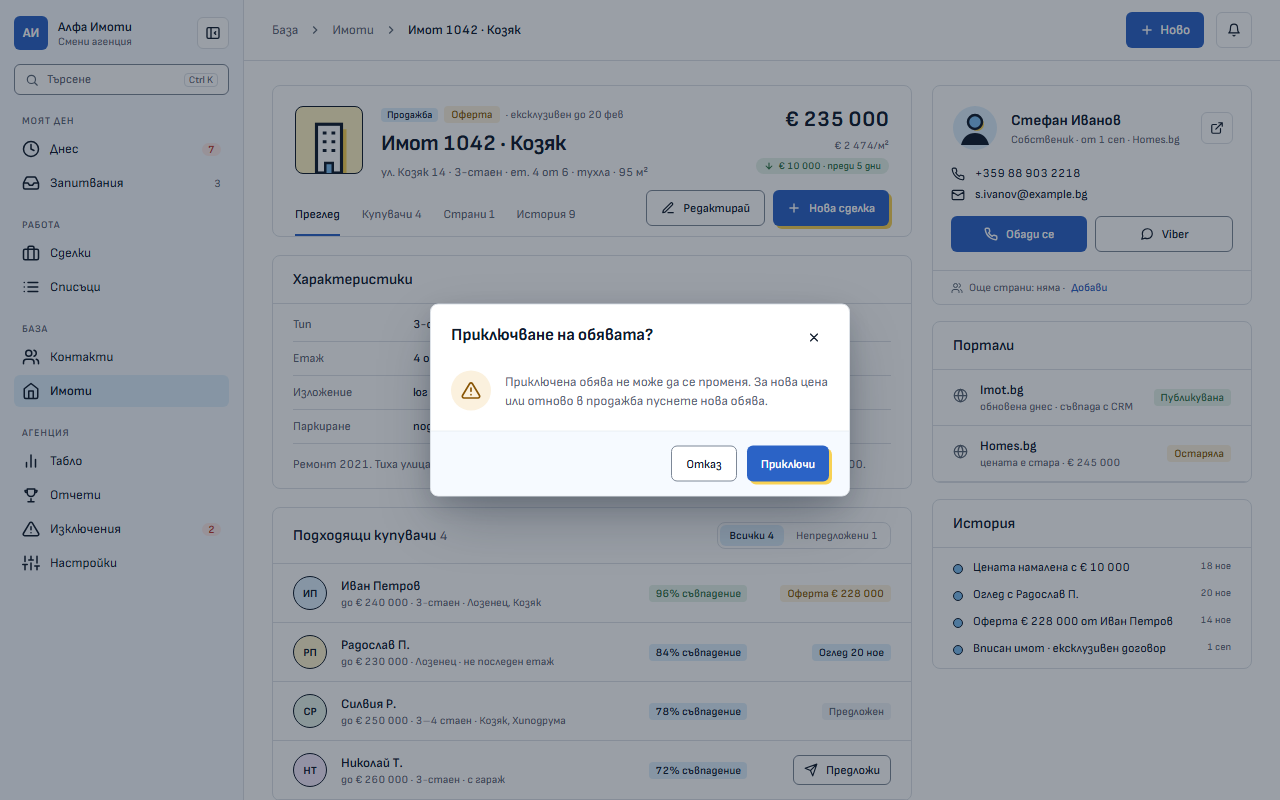 АИ
Алфа Имоти
Смени агенция
Търсене
Ctrl K
МОЯТ ДЕН
Днес
7
Запитвания
3
РАБОТА
Сделки
Списъци
БАЗА
Контакти
Имоти
АГЕНЦИЯ
Табло
Отчети
Изключения
2
Настройки
База
Имоти
Имот 1042 · Козяк
Ново
Продажба
Оферта
· ексклузивен до 20 фев
Имот 1042 · Козяк
ул. Козяк 14 · 3-стаен · ет. 4 от 6 · тухла · 95 м²
€ 235 000
€ 2 474/м²
€ 10 000 · преди 5 дни
Преглед
Купувачи 4
Страни 1
История 9
Редактирай
Нова сделка
Характеристики
Тип
Етаж
4
Изложение
Паркиране
Ремонт 2021. Тиха улица
Приключване на обявата?
Приключена обява не може да се променя. За нова цена
или отново в продажба пуснете нова обява.
Отказ
Приключи
Подходящи купувачи 4
Всички 4
Непредложени 1
ИП
Иван Петров
до € 240 000 · 3-стаен · Лозенец, Козяк
96% съвпадение
Оферта € 228 000
РП
Радослав П.
до € 230 000 · Лозенец · не последен етаж
84% съвпадение
Оглед 20 ное
СР
Силвия Р.
до € 250 000 · 3–4 стаен · Козяк, Хиподрума
78% съвпадение
Предложен
НТ
Николай Т.
до € 260 000 · 3-стаен · с гараж
72% съвпадение
Предложи
Стефан Иванов
Собственик · от 1 сеп · Homes.bg
+359 88 903 2218
s.ivanov@example.bg
Обади се
Viber
Още страни: няма ·
Добави
Портали
Imot.bg
обновена днес · съвпада с CRM
Публикувана
Homes.bg
цената е стара · € 245 000
Остаряла
История
Цената намалена с € 10 000
18 ное
Оглед с Радослав П.
20 ное
Оферта € 228 000 от Иван Петров
14 ное
Вписан имот · ексклузивен договор
1 сеп